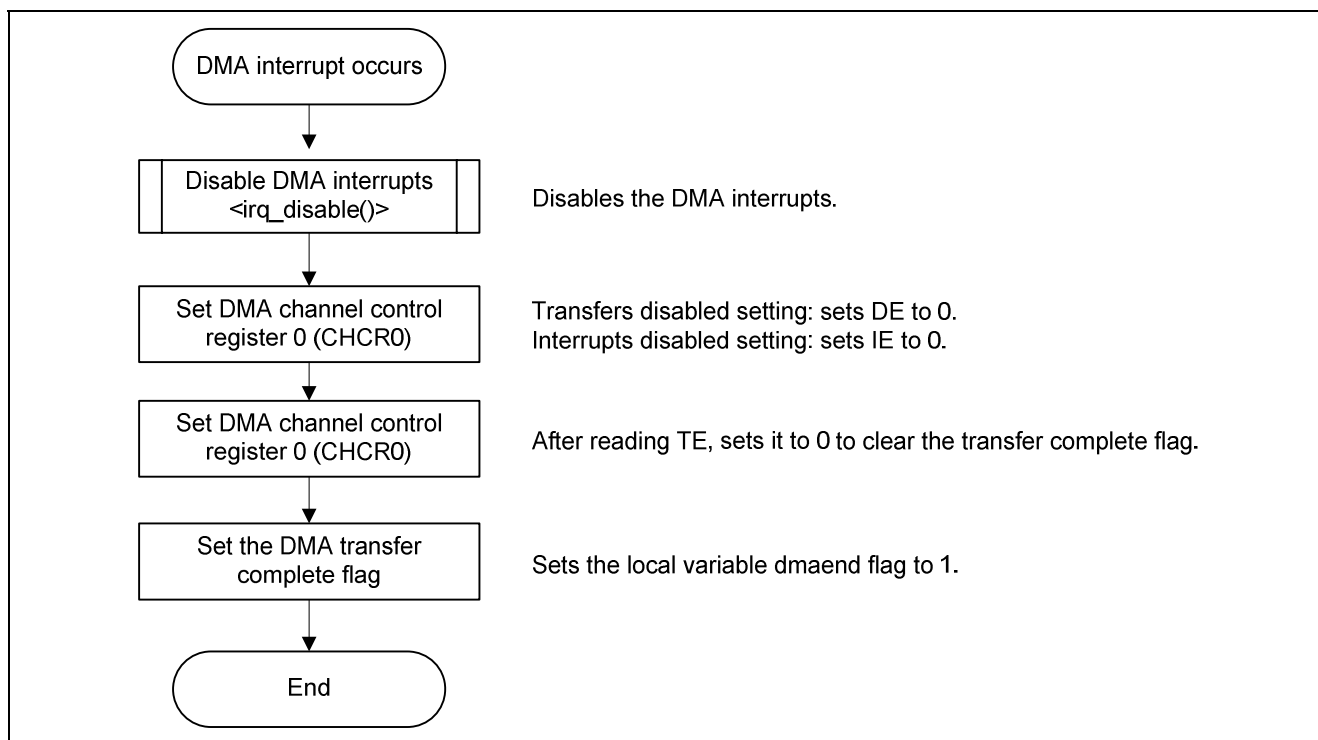 DMA interrupt occurs
Disable DMA interrupts
<irq_disable()>
Disables the DMA interrupts.
Set DMA channel control
register 0 (CHCR0)
Transfers disabled setting: sets DE to 0.
Interrupts disabled setting: sets IE to 0.
Set DMA channel control
register 0 (CHCR0)
After reading TE, sets it to 0 to clear the transfer complete flag.
Set the DMA transfer
complete flag
Sets the local variable dmaend flag to 1.
End